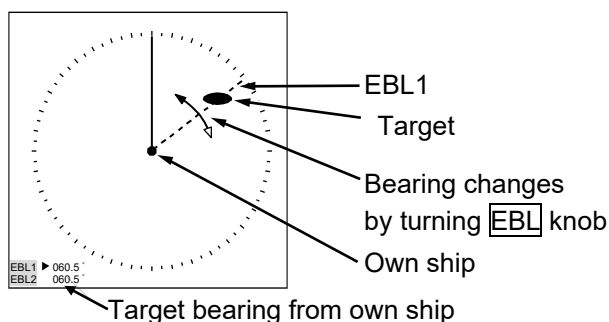 EBL1
Target
Bearing changes
by turning EBL knob
Own ship
EBL1 ▶ 060.5 °
EBL2 060.5 °
Target bearing from own ship